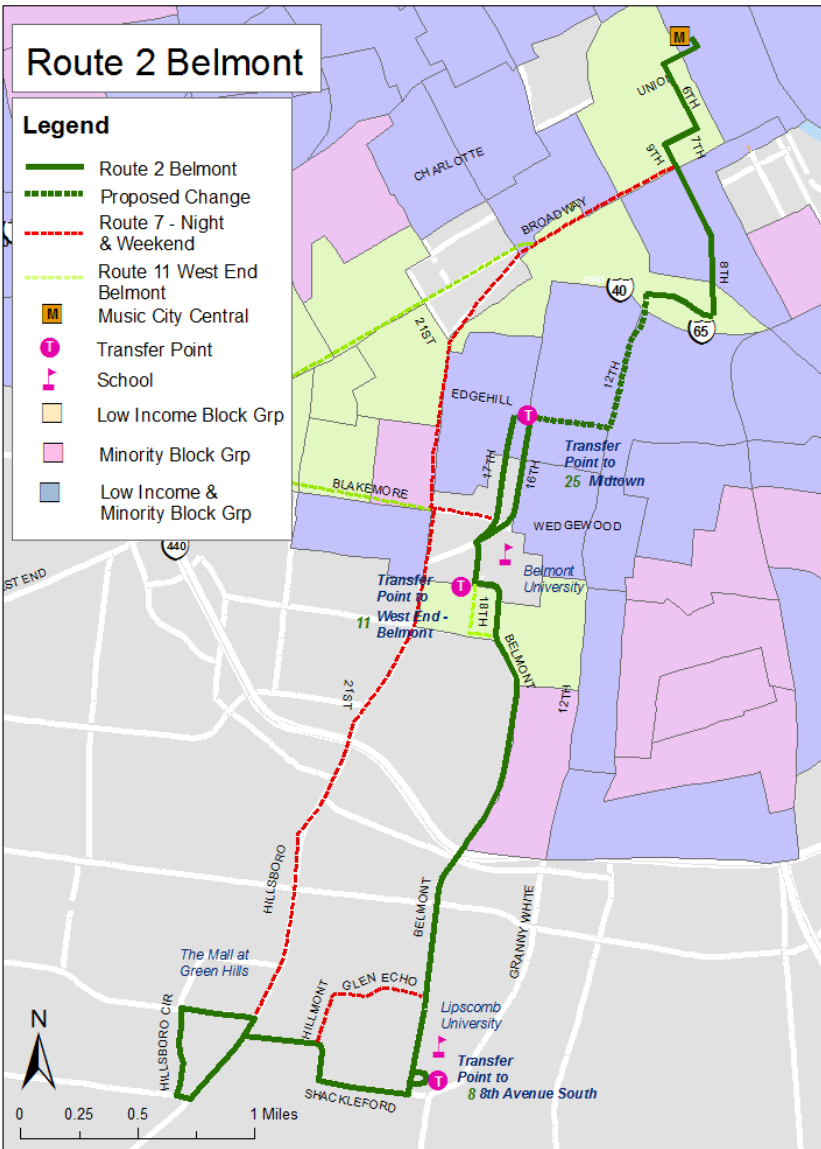 Route 2 Belmont
Legend
Route 2 Belmont
Proposed Change
Route 7 - Night
& Weekend
Route 11 West End
Belmont
M
Music City Central
T
Transfer Point
School
Low Income Block Grp
Minority Block Grp
Low Income &
Minority Block Grp
M
UNIO
6TH
7TH
9TH
CHARLOTTE
BROADWAY
8TH
40
65
21ST
12TH
EDGEHILL
T
Transfer
Point to
25 Midtown
17TH
16TH
BLAKEMORE
WEDGEWOOD
440
ST END
Belmont
University
Transfer
Point to
11 West End -
Belmont
T
18TH
BELMONT
12TH
21ST
HILLSBORO
BELMONT
GRANNY WHITE
The Mall at
Green Hills
GLEN ECHO
HILLMONT
HILLSBORO CIR
Lipscomb
University
T
Transfer
Point to
8 8th Avenue South
SHACKLEFORD
N
0 0.25 0.5 1 Miles